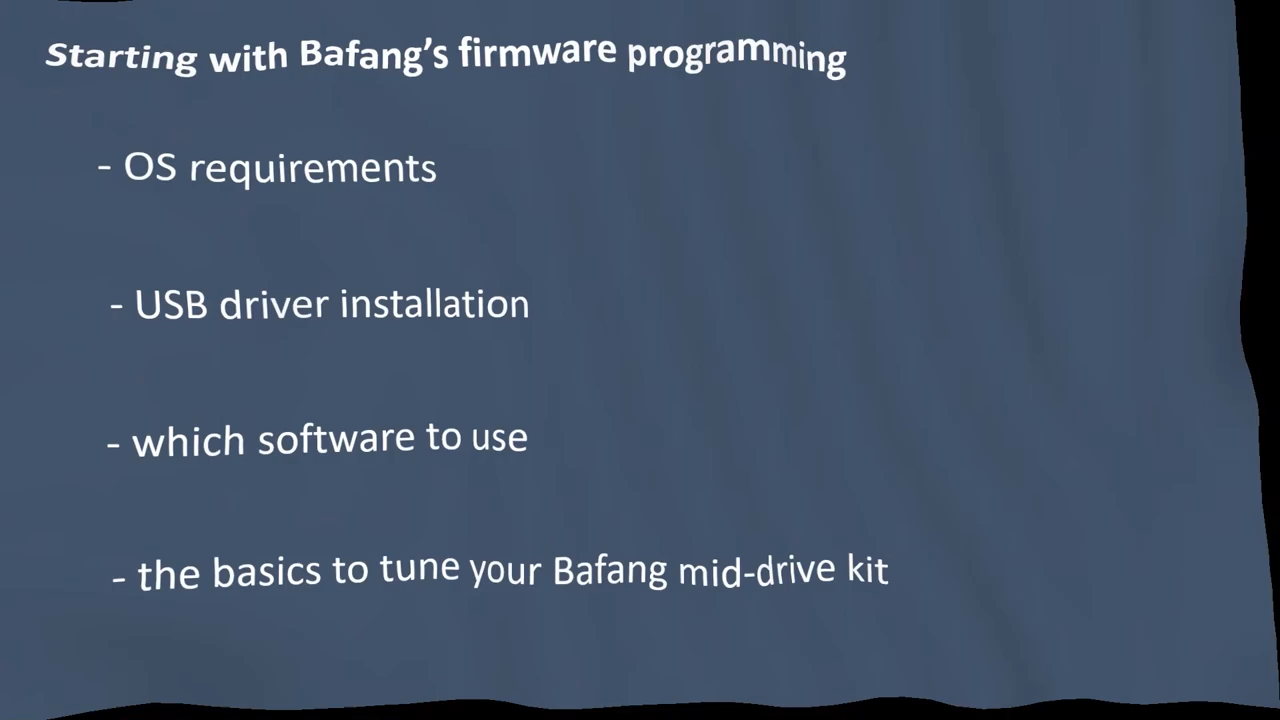 Starting with Bafang’s firmware programming
- OS requirements
- USB driver installation
- which software to use
- the basics to tune your Bafang mid-drive kit